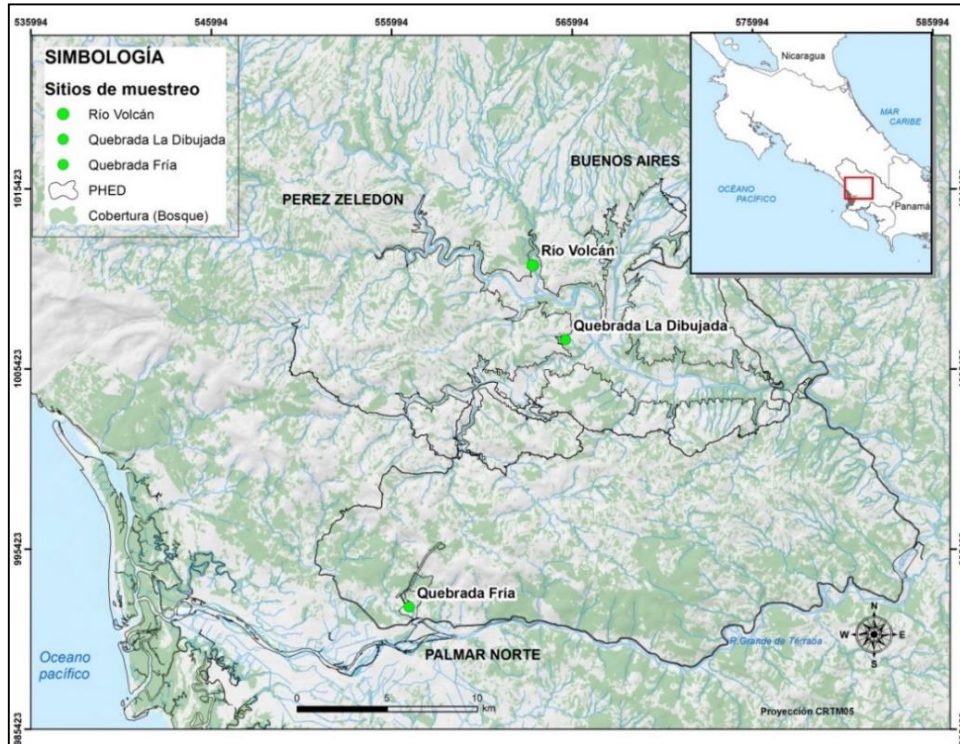 535994
545994
555994
565994
575994
585994
SIMBOLOGÍA
Sitios de muestreo
Río Volcán
Quebrada La Dibujada
Quebrada Fría
PHED
Cobertura (Bosque)
Nicaragua
MAR
CARIBE
OCÉANO
PACÍFICO
Panamá
1015423
1005423
995423
985423
BUENOS AIRES
PEREZ ZELEDON
Río Volcán
Quebrada La Dibujada
Quebrada Fría
PALMAR NORTE
R.Grande de Térraba
Oceano
pacífico
N
W
E
S
0
5
10
km
Proyección CRTM05